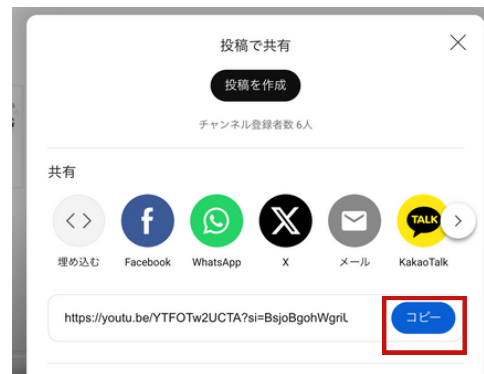 投稿で共有
投稿を作成
チャンネル登録者数 6人
共有
TALK
埋め込む Facebook WhatsApp X メール KakaoTalk
https://youtu.be/YTFOTw2UCTA?si=BsjoBgohWgriL コピー